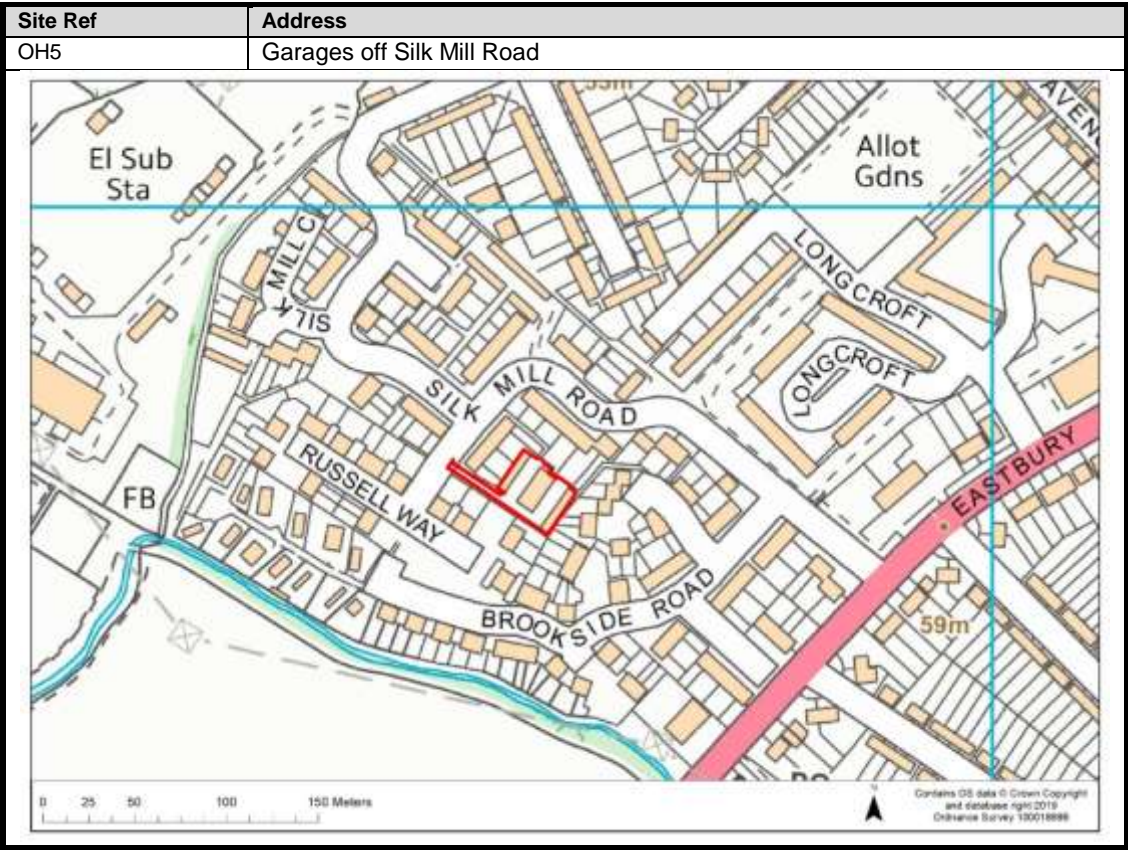 Site Ref Address
OH5 Garages off Silk Mill Road
53m
El Sub
Sta
Allot
Gdns
LONGCROFT
LONGCROFT
SILK MILL C
SILK MILL ROAD
EASTBURY
RUSSELL WAY
FB
BROOKSIDE ROAD
59m
0 25 50 100 150 Meters
N
Contains OS data © Crown Copyright
and database right 2019
Ordnance Survey 100018686